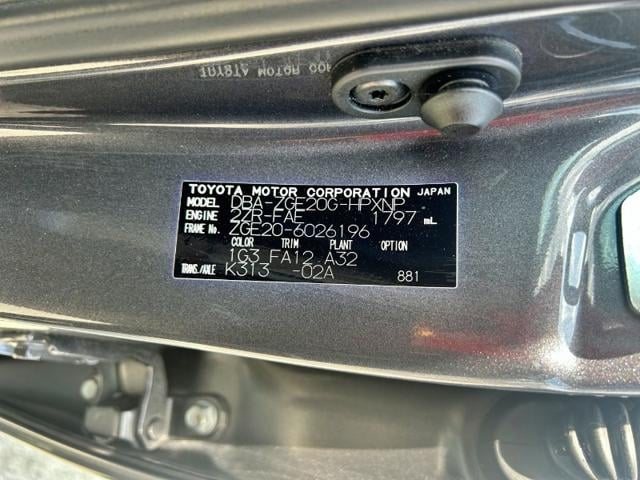 TOYOTA MOTOR CORPORATION JAPAN
MODEL DBA-ZGE20G-HPXNP
ENGINE 2ZR-FAE 1797 mL
FRAME No. ZGE20-6026196
COLOR TRIM PLANT OPTION
1G3 FA12 A32
TRANS./AXLE K313 -02A 881